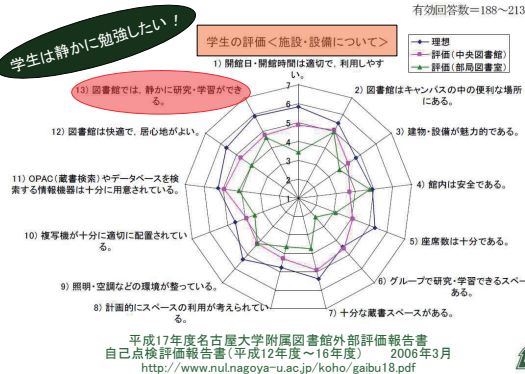 有効回答数=188～213
学生は静かに勉強したい！
学生の評価＜施設・設備について＞
理想
評価(中央図書館)
評価(部局図書室)
1) 開館日・開館時間は適切で、利用しやす
い。
2) 図書館はキャンパスの中の便利な場所
にある。
3) 建物・設備が魅力的である。
4) 館内は安全である。
5) 座席数は十分である。
6) グループで研究・学習できるスペー
ある。
7) 十分な蔵書スペースがある。
8) 計画的にスペースの利用が考えられてい
る。
9) 照明・空調などの環境が整っている。
10) 複写機が十分に適切に配置されてい
る。
11) OPAC(蔵書検索)やデータベースを検
索する情報機器は十分に用意されている。
12) 図書館は快適で、居心地がよい。
13) 図書館では、静かに研究・学習ができ
る。
7
6
5
4
3
2
1
平成17年度名古屋大学附属図書館外部評価報告書
自己点検評価報告書(平成12年度～16年度) 2006年3月
http://www.nul.nagoya-u.ac.jp/koho/gaibu18.pdf